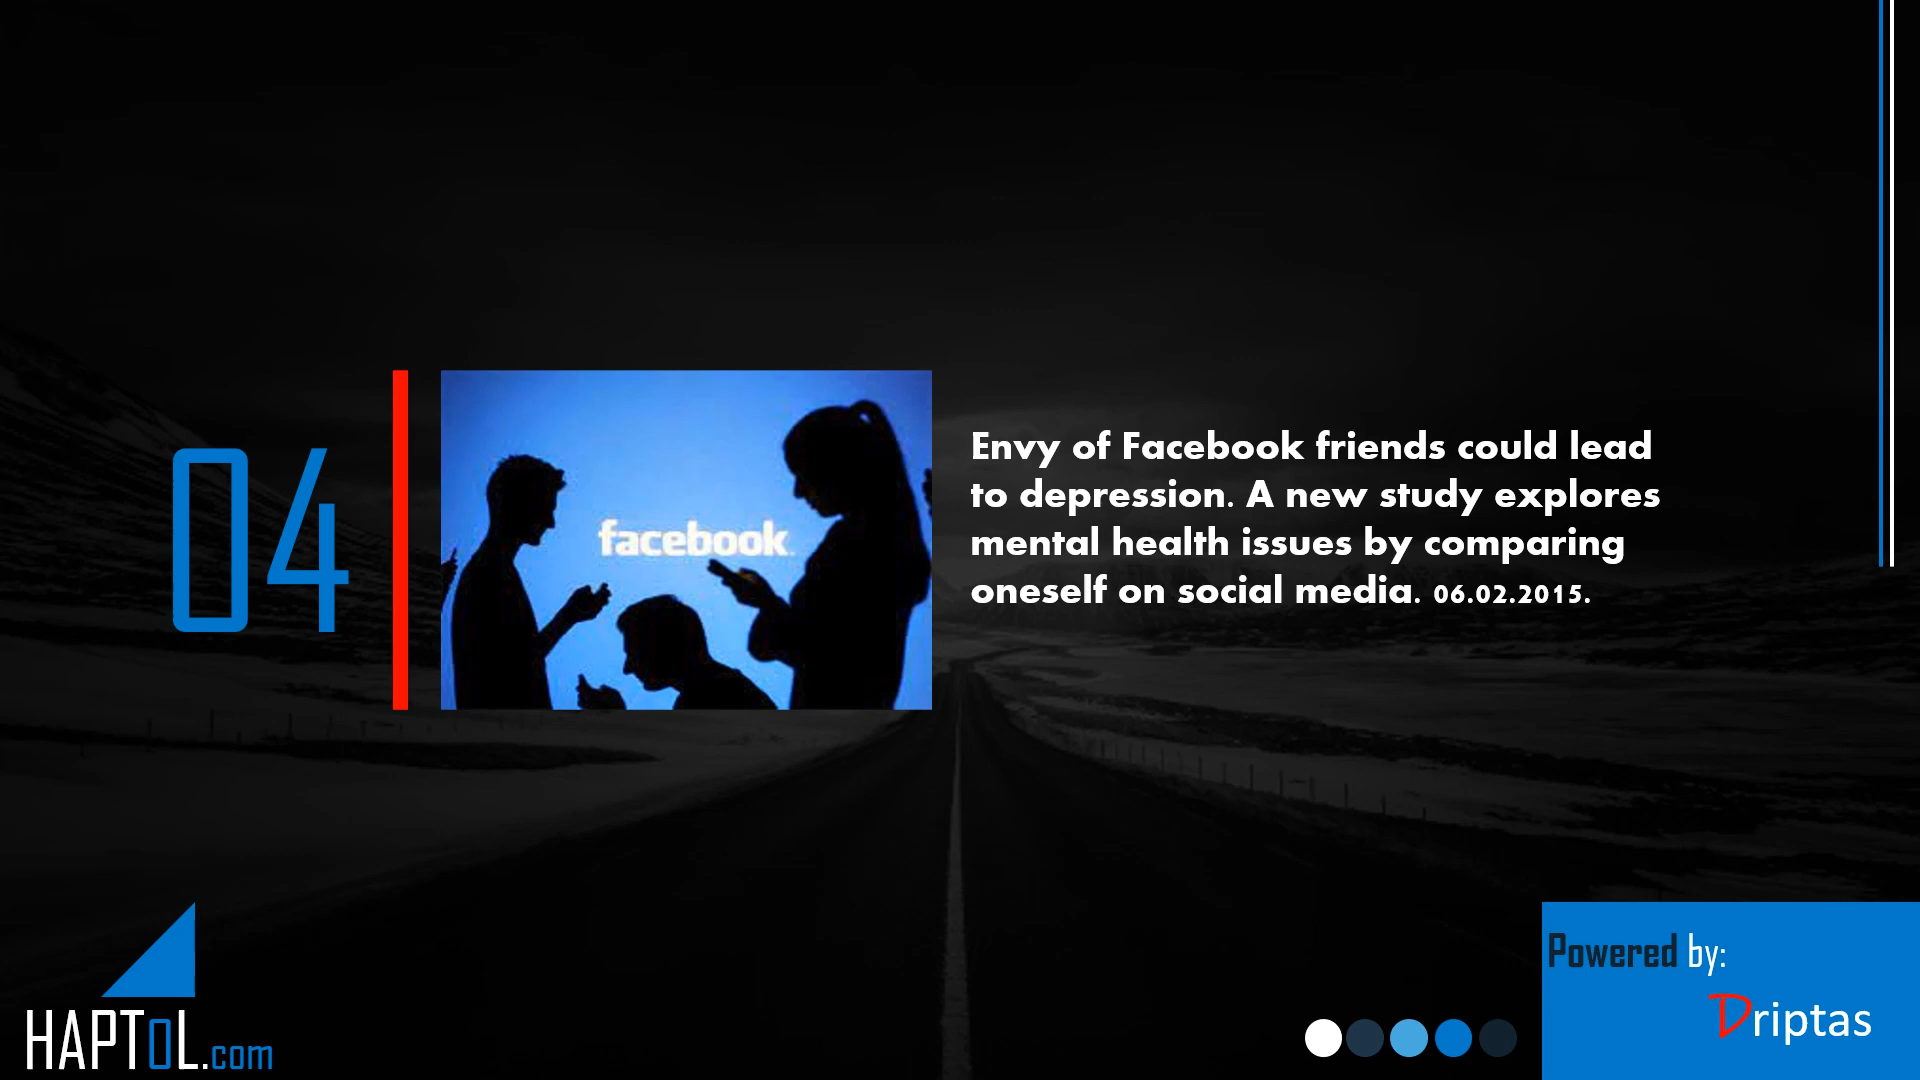 04
facebook
Envy of Facebook friends could lead
to depression. A new study explores
mental health issues by comparing
oneself on social media. 06.02.2015.
HAPTOL.com
Powered by:
Driptas